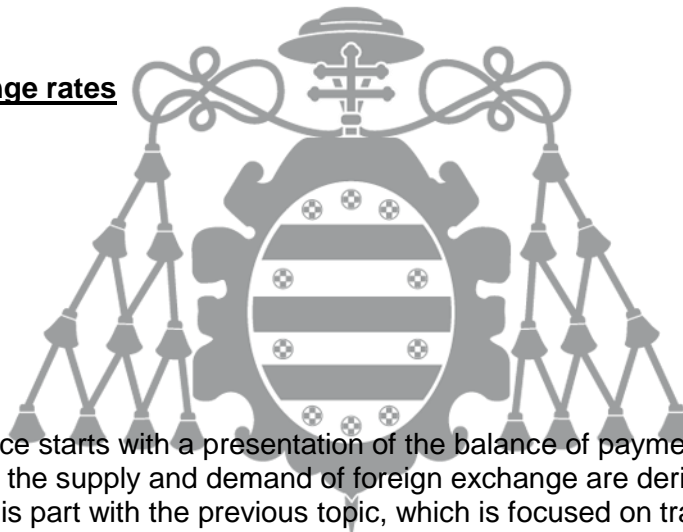 nge rates
ce starts with a presentation of the balance of payme
the supply and demand of foreign exchange are deri
is part with the previous topic, which is focused on tra